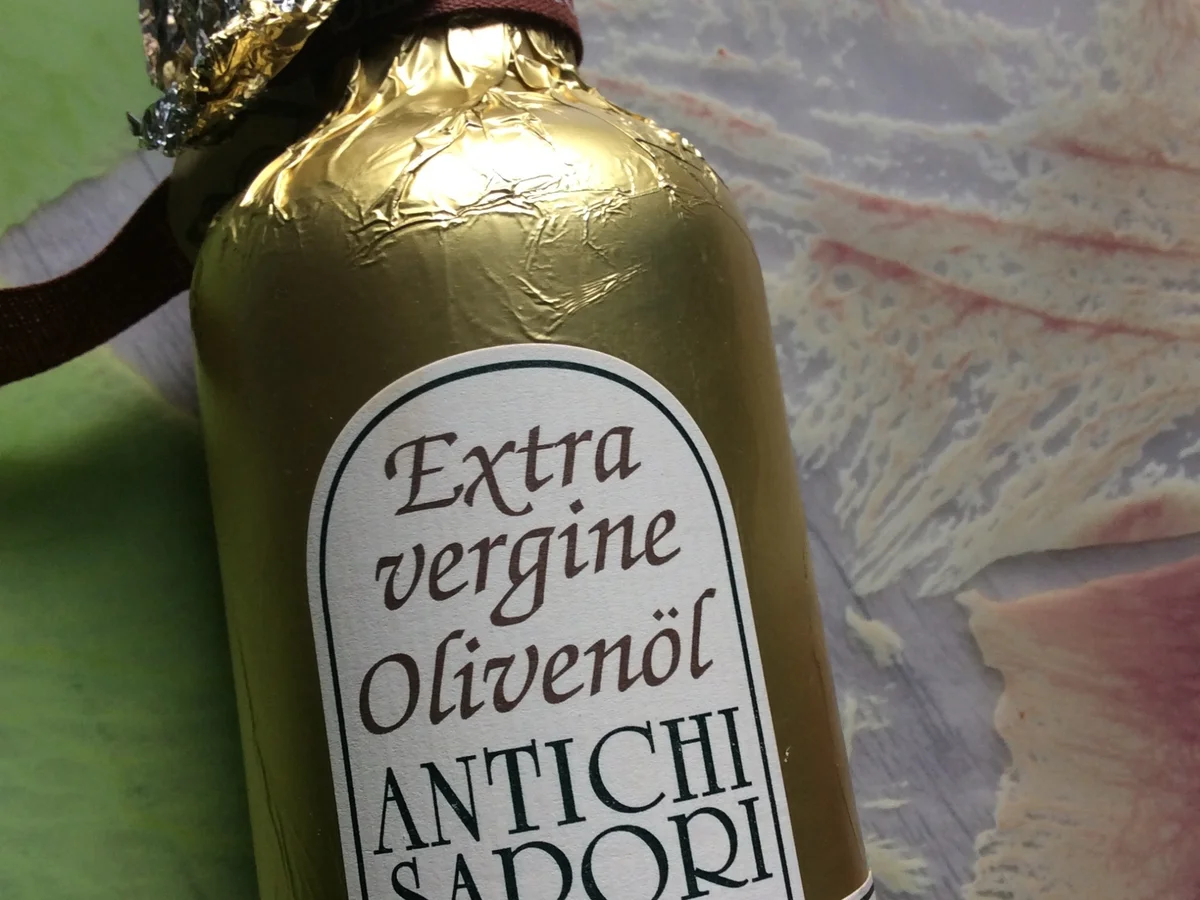 Extra
vergine
Olivenöl
ANTICHI
SAPORI